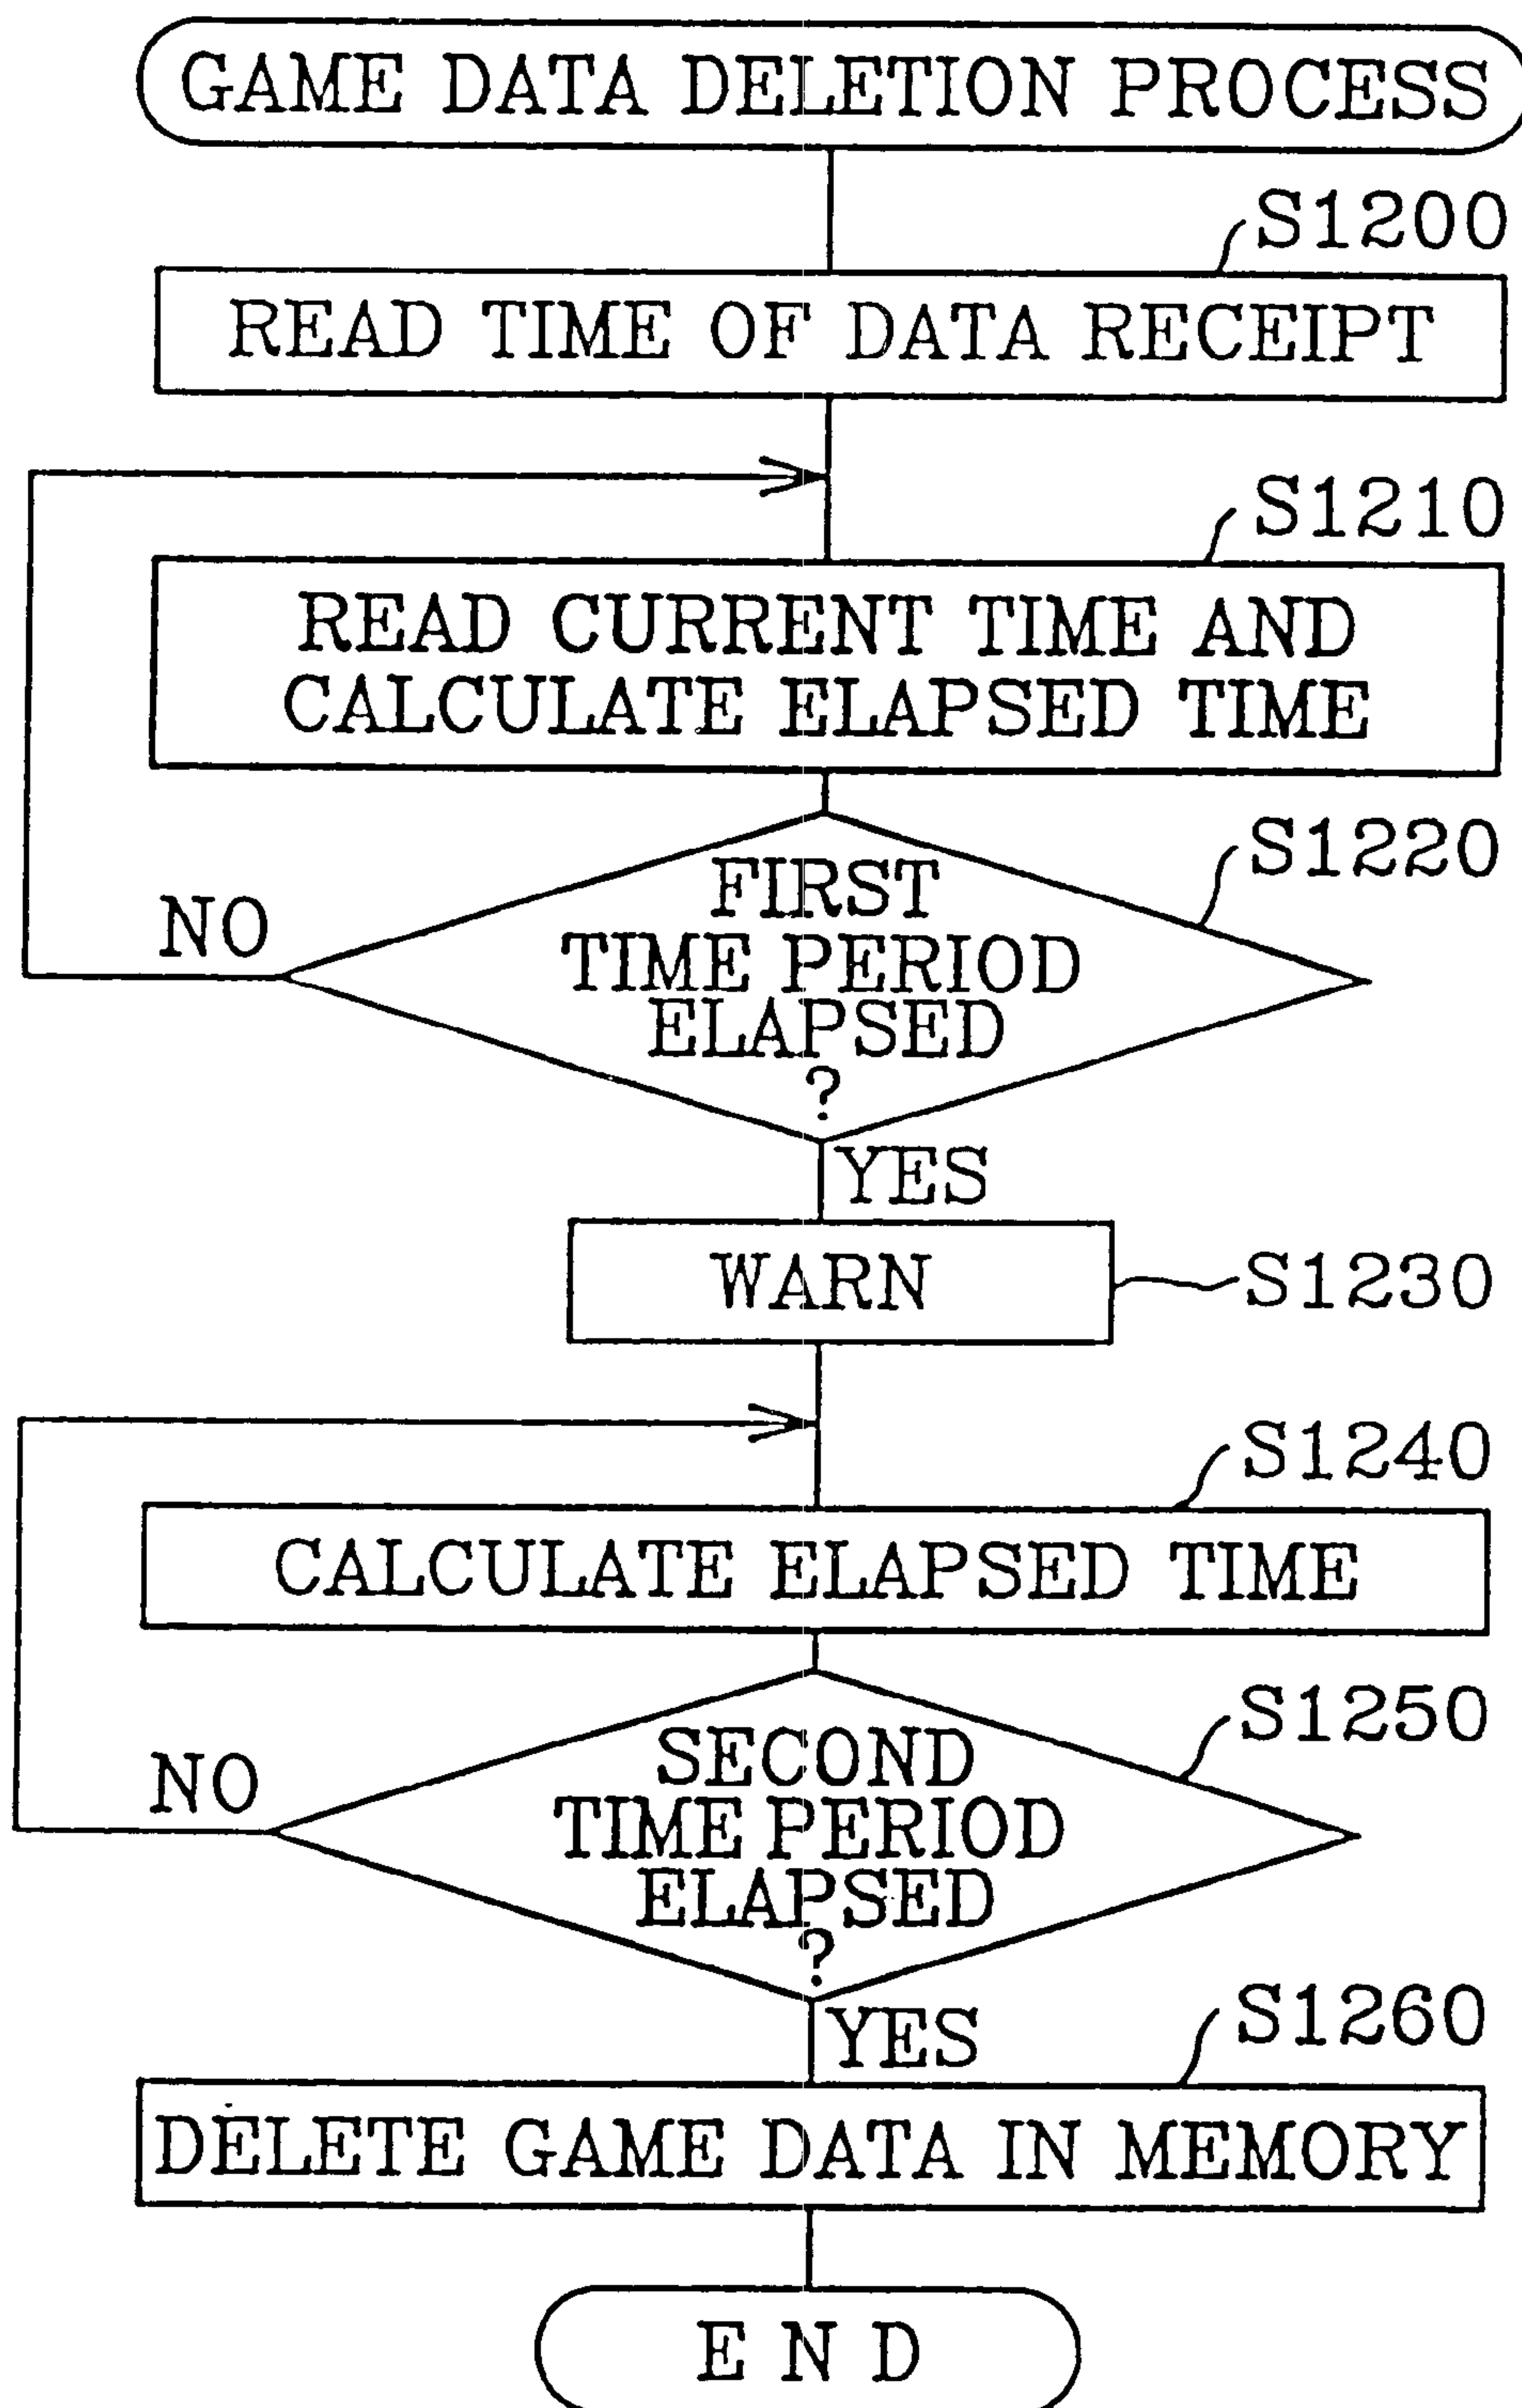 GAME DATA DELETION PROCESS
S1200
READ TIME OF DATA RECEIPT
S1210
READ CURRENT TIME AND
CALCULATE ELAPSED TIME
S1220
FIRST
TIME PERIOD
ELAPSED
?
NO
YES
WARN
S1230
S1240
CALCULATE ELAPSED TIME
S1250
SECOND
TIME PERIOD
ELAPSED
?
NO
YES
S1260
DELETE GAME DATA IN MEMORY
END